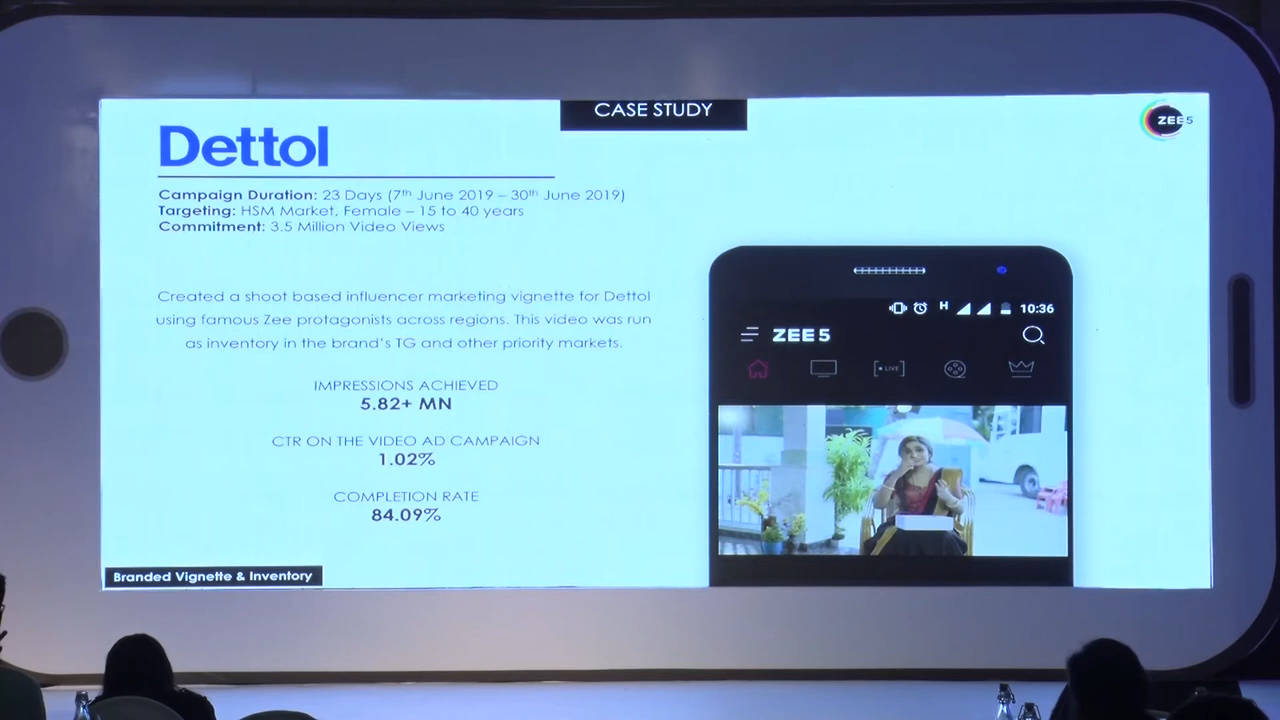 CASE STUDY
ZEE5
Dettol
Campaign Duration: 23 Days (7th June 2019 – 30th June 2019)
Targeting: HSM Market, Female – 15 to 40 years
Commitment: 3.5 Million Video Views
Created a shoot based influencer marketing vignette for Dettol
using famous Zee protagonists across regions. This video was run
as inventory in the brand's TG and other priority markets.
IMPRESSIONS ACHIEVED
5.82+ MN
CTR ON THE VIDEO AD CAMPAIGN
1.02%
COMPLETION RATE
84.09%
Branded Vignette & Inventory
H 10:36
ZEE5
LIVE